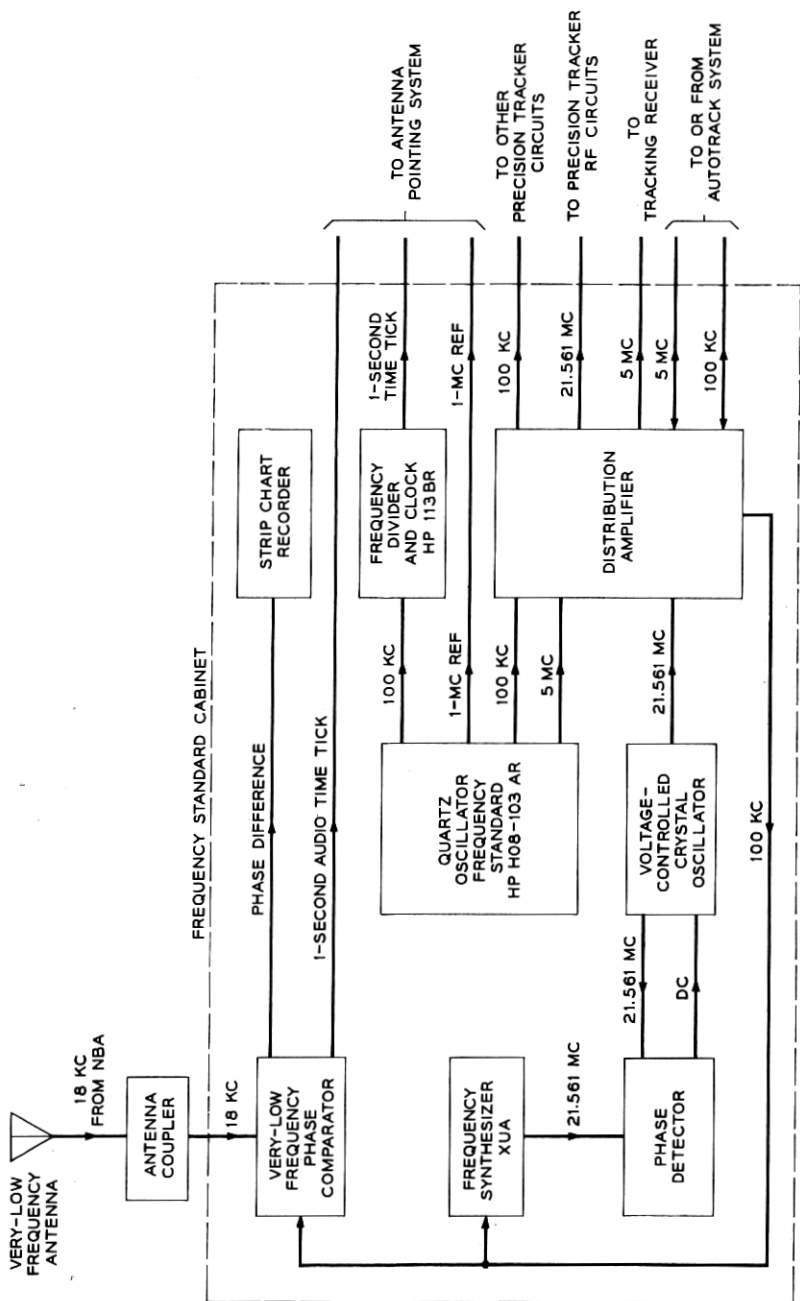 VERY-LOW
FREQUENCY
ANTENNA
18 KC
FROM NBA
ANTENNA
COUPLER
18 KC
FREQUENCY STANDARD CABINET
VERY-LOW
FREQUENCY
PHASE
COMPARATOR
PHASE DIFFERENCE
STRIP CHART
RECORDER
1-SECOND AUDIO TIME TICK
QUARTZ
OSCILLATOR
FREQUENCY
STANDARD
HP H08-103 AR
100 KC
FREQUENCY
DIVIDER
AND CLOCK
HP 113 BR
1-SECOND
TIME TICK
1-MC REF
1-MC REF
TO ANTENNA
POINTING SYSTEM
100 KC
5 MC
FREQUENCY
SYNTHESIZER
XUA
21.561 MC
PHASE
DETECTOR
21.561 MC
DC
VOLTAGE-
CONTROLLED
CRYSTAL
OSCILLATOR
21.561 MC
DISTRIBUTION
AMPLIFIER
100 KC
TO OTHER
PRECISION TRACKER
CIRCUITS
21.561 MC
TO PRECISION TRACKER
RF CIRCUITS
5 MC
TO
TRACKING RECEIVER
5 MC
100 KC
TO OR FROM
AUTOTRACK SYSTEM
100 KC